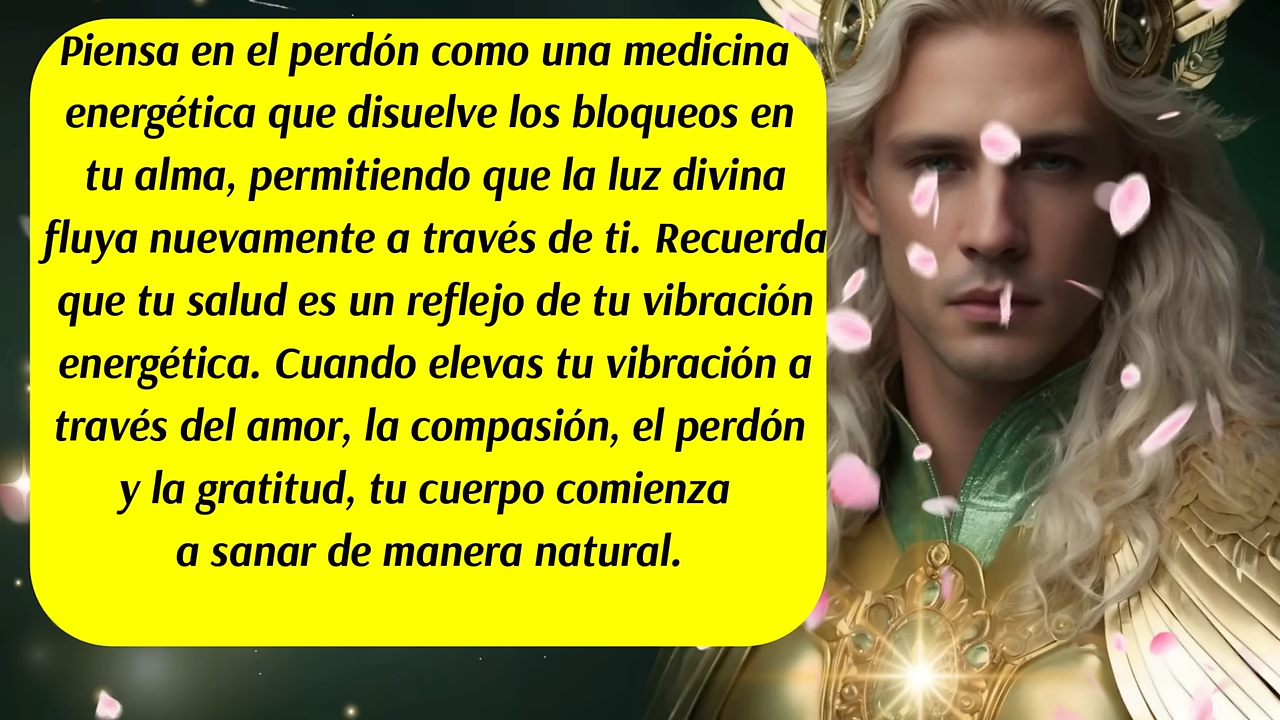 Piensa en el perdón como una medicina
energética que disuelve los bloqueos en
tu alma, permitiendo que la luz divina
fluya nuevamente a través de ti. Recuerda
que tu salud es un reflejo de tu vibración
energética. Cuando elevas tu vibración a
través del amor, la compasión, el perdón
y la gratitud, tu cuerpo comienza
a sanar de manera natural.